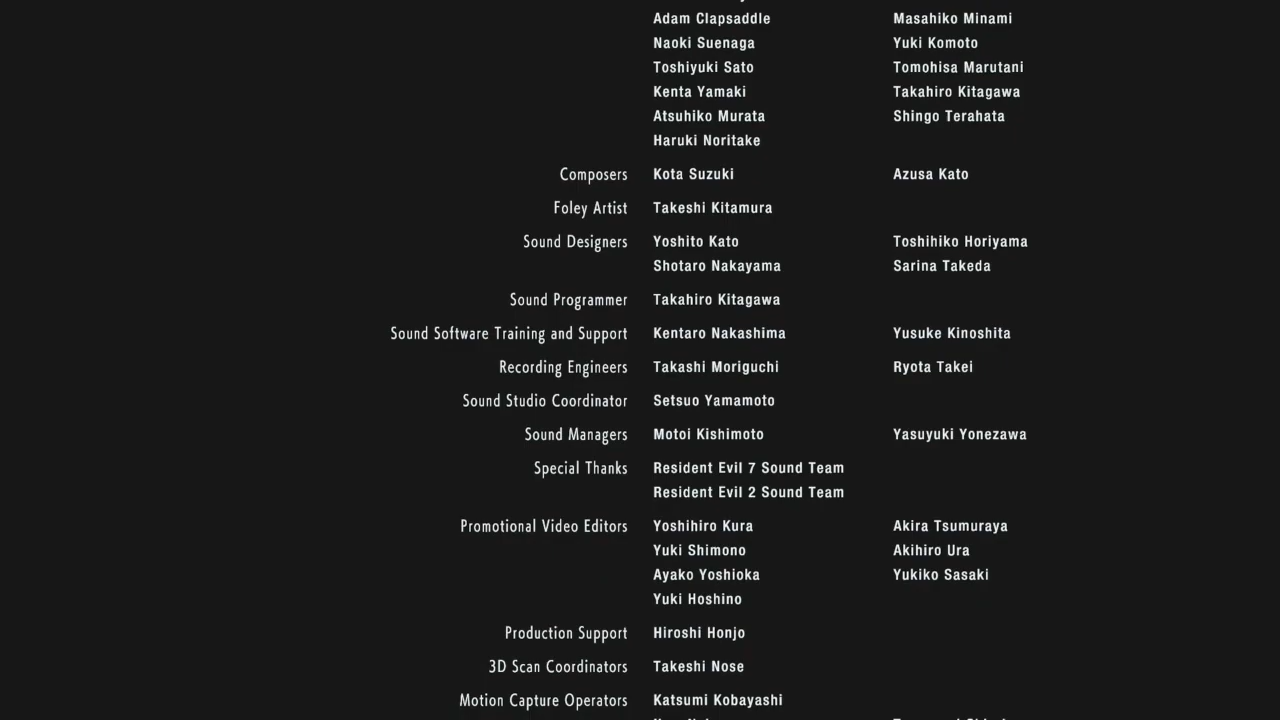 Adam Clapsaddle Masahiko Minami
Naoki Suenaga Yuki Komoto
Toshiyuki Sato Tomohisa Marutani
Kenta Yamaki Takahiro Kitagawa
Atsuhiko Murata Shingo Terahata
Haruki Noritake
Composers Kota Suzuki Azusa Kato
Foley Artist Takeshi Kitamura
Sound Designers Yoshito Kato Toshihiko Horiyama
Shotaro Nakayama Sarina Takeda
Sound Programmer Takahiro Kitagawa
Sound Software Training and Support Kentaro Nakashima Yusuke Kinoshita
Recording Engineers Takashi Moriguchi Ryota Takei
Sound Studio Coordinator Setsuo Yamamoto
Sound Managers Motoi Kishimoto Yasuyuki Yonezawa
Special Thanks Resident Evil 7 Sound Team
Resident Evil 2 Sound Team
Promotional Video Editors Yoshihiro Kura Akira Tsumuraya
Yuki Shimono Akihiro Ura
Ayako Yoshioka Yukiko Sasaki
Yuki Hoshino
Production Support Hiroshi Honjo
3D Scan Coordinators Takeshi Nose
Motion Capture Operators Katsumi Kobayashi